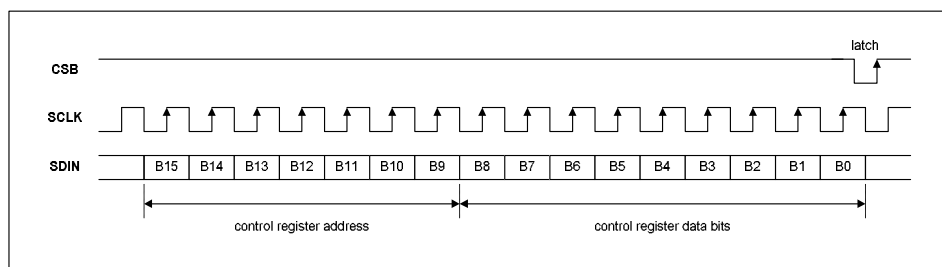 latch
CSB
SCLK
SDIN B15 B14 B13 B12 B11 B10 B9 B8 B7 B6 B5 B4 B3 B2 B1 B0
control register address control register data bits